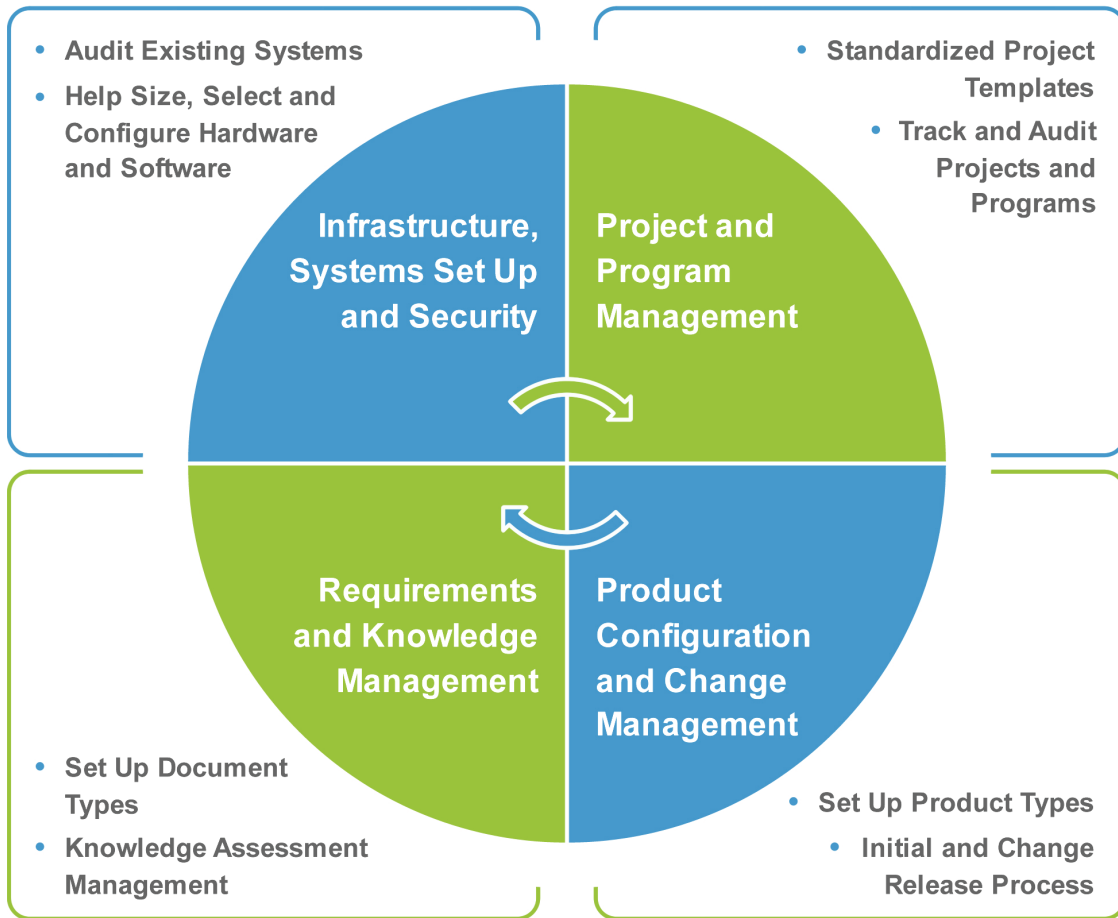 • Audit Existing Systems
• Help Size, Select and
Configure Hardware
and Software
• Standardized Project
Templates
• Track and Audit
Projects and
Programs
Infrastructure,
Systems Set Up
and Security
Project and
Program
Management
Requirements
and Knowledge
Management
Product
Configuration
and Change
Management
• Set Up Document
Types
• Knowledge Assessment
Management
• Set Up Product Types
• Initial and Change
Release Process